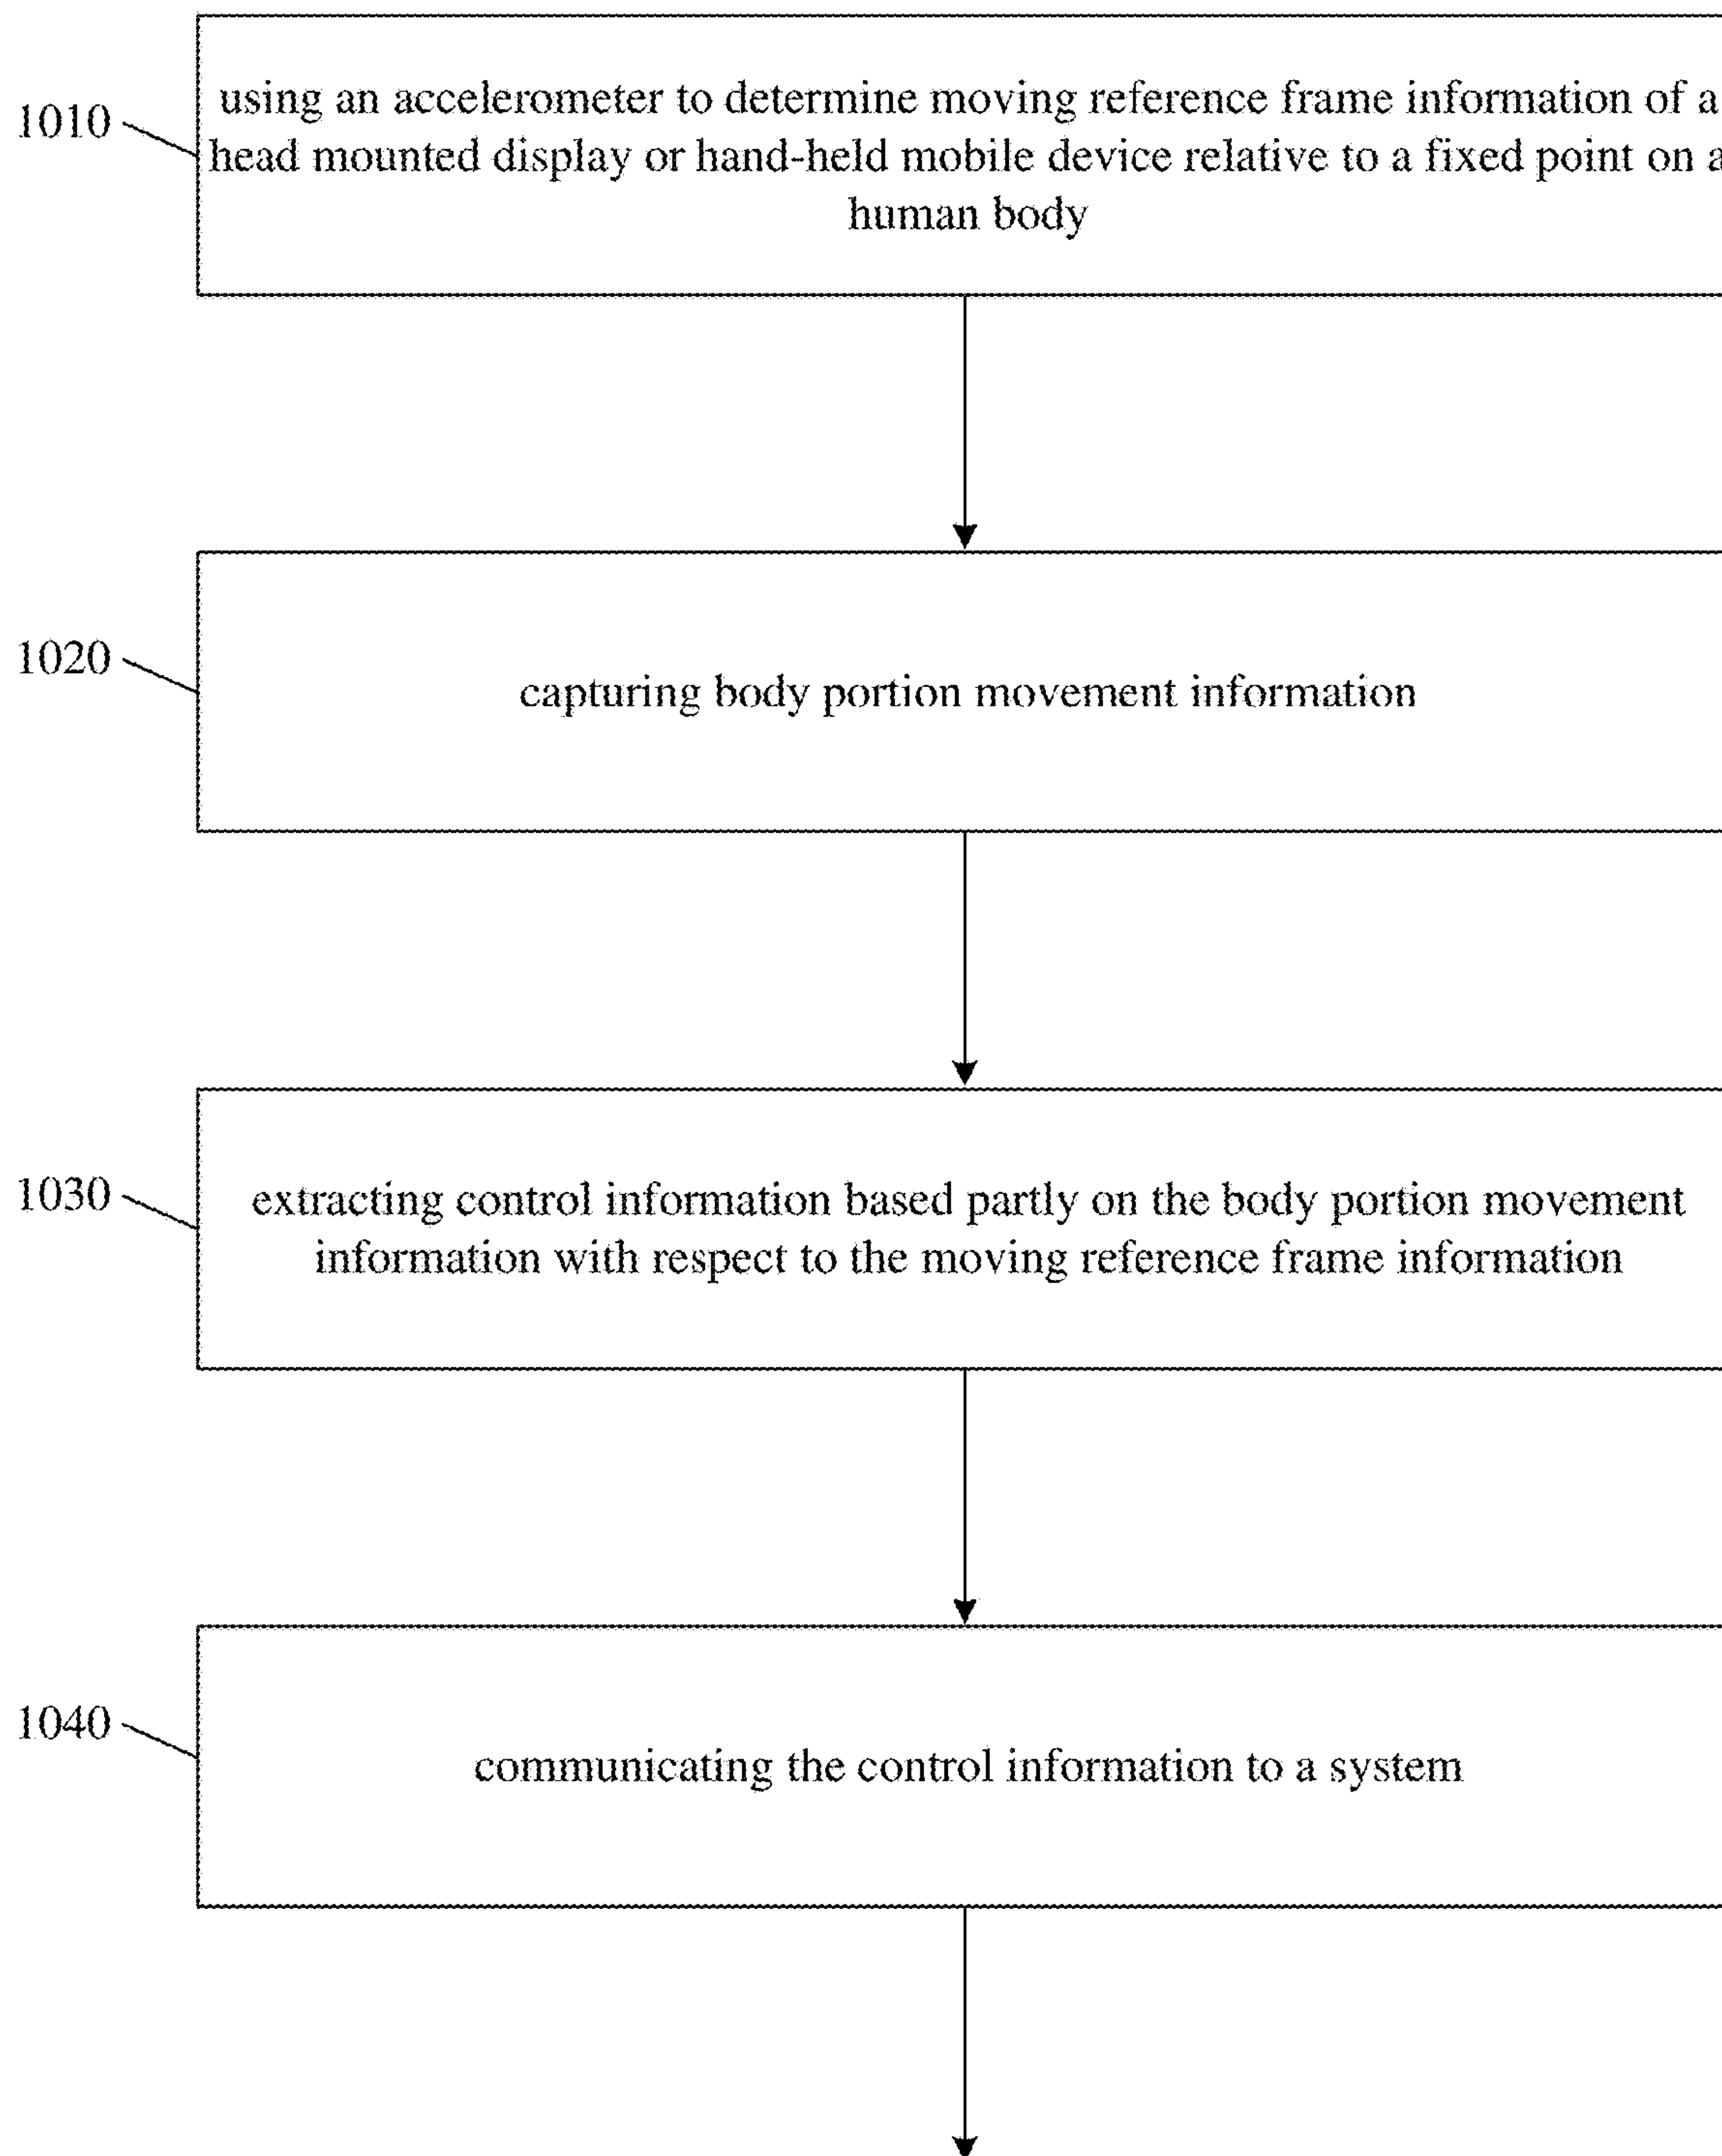 1010
using an accelerometer to determine moving reference frame information of a
head mounted display or hand-held mobile device relative to a fixed point on a
human body
1020
capturing body portion movement information
1030
extracting control information based partly on the body portion movement
information with respect to the moving reference frame information
1040
communicating the control information to a system